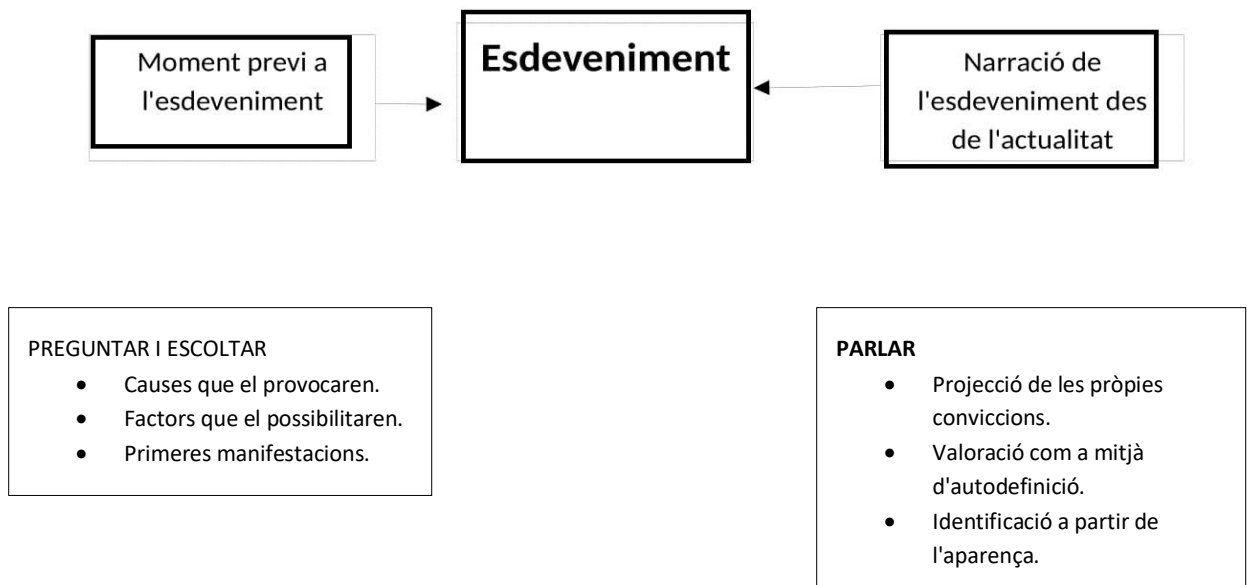 Moment previ a
l'esdeveniment
Esdeveniment
Narració de
l'esdeveniment des
de l'actualitat
PREGUNTAR I ESCOLTAR
• Causes que el provocaren.
• Factors que el possibilitaren.
• Primeres manifestacions.
PARLAR
• Projecció de les pròpies
conviccions.
• Valoració com a mitjà
d'autodefinició.
• Identificació a partir de
l'aparença.